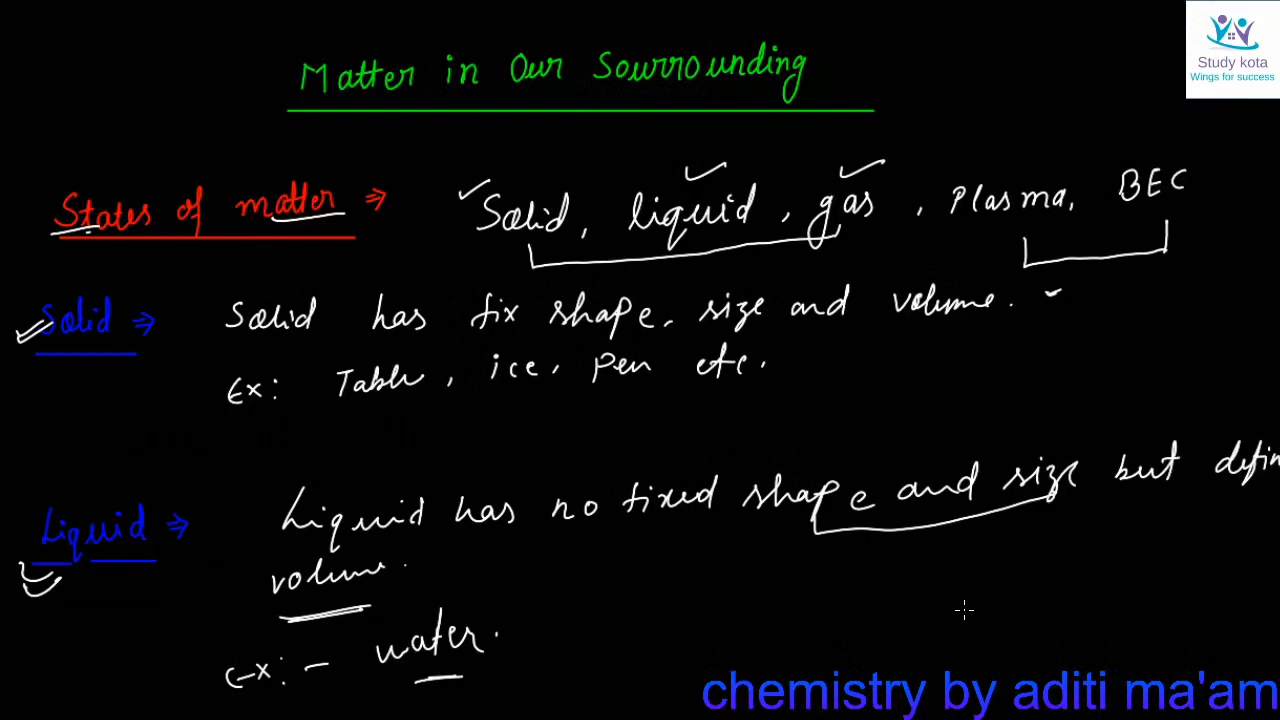 Matter in Our Sourrounding
Study kota
Wings for success
States of matter ⇒ Solid, liquid, gas, Plasma, BEC
Solid ⇒ Solid has fix shape, size and volume.
Ex: Table, ice, Pen etc.
Liquid ⇒ Liquid has no fixed shape and size but defin
volume.
Ex:- water.
chemistry by aditi ma'am